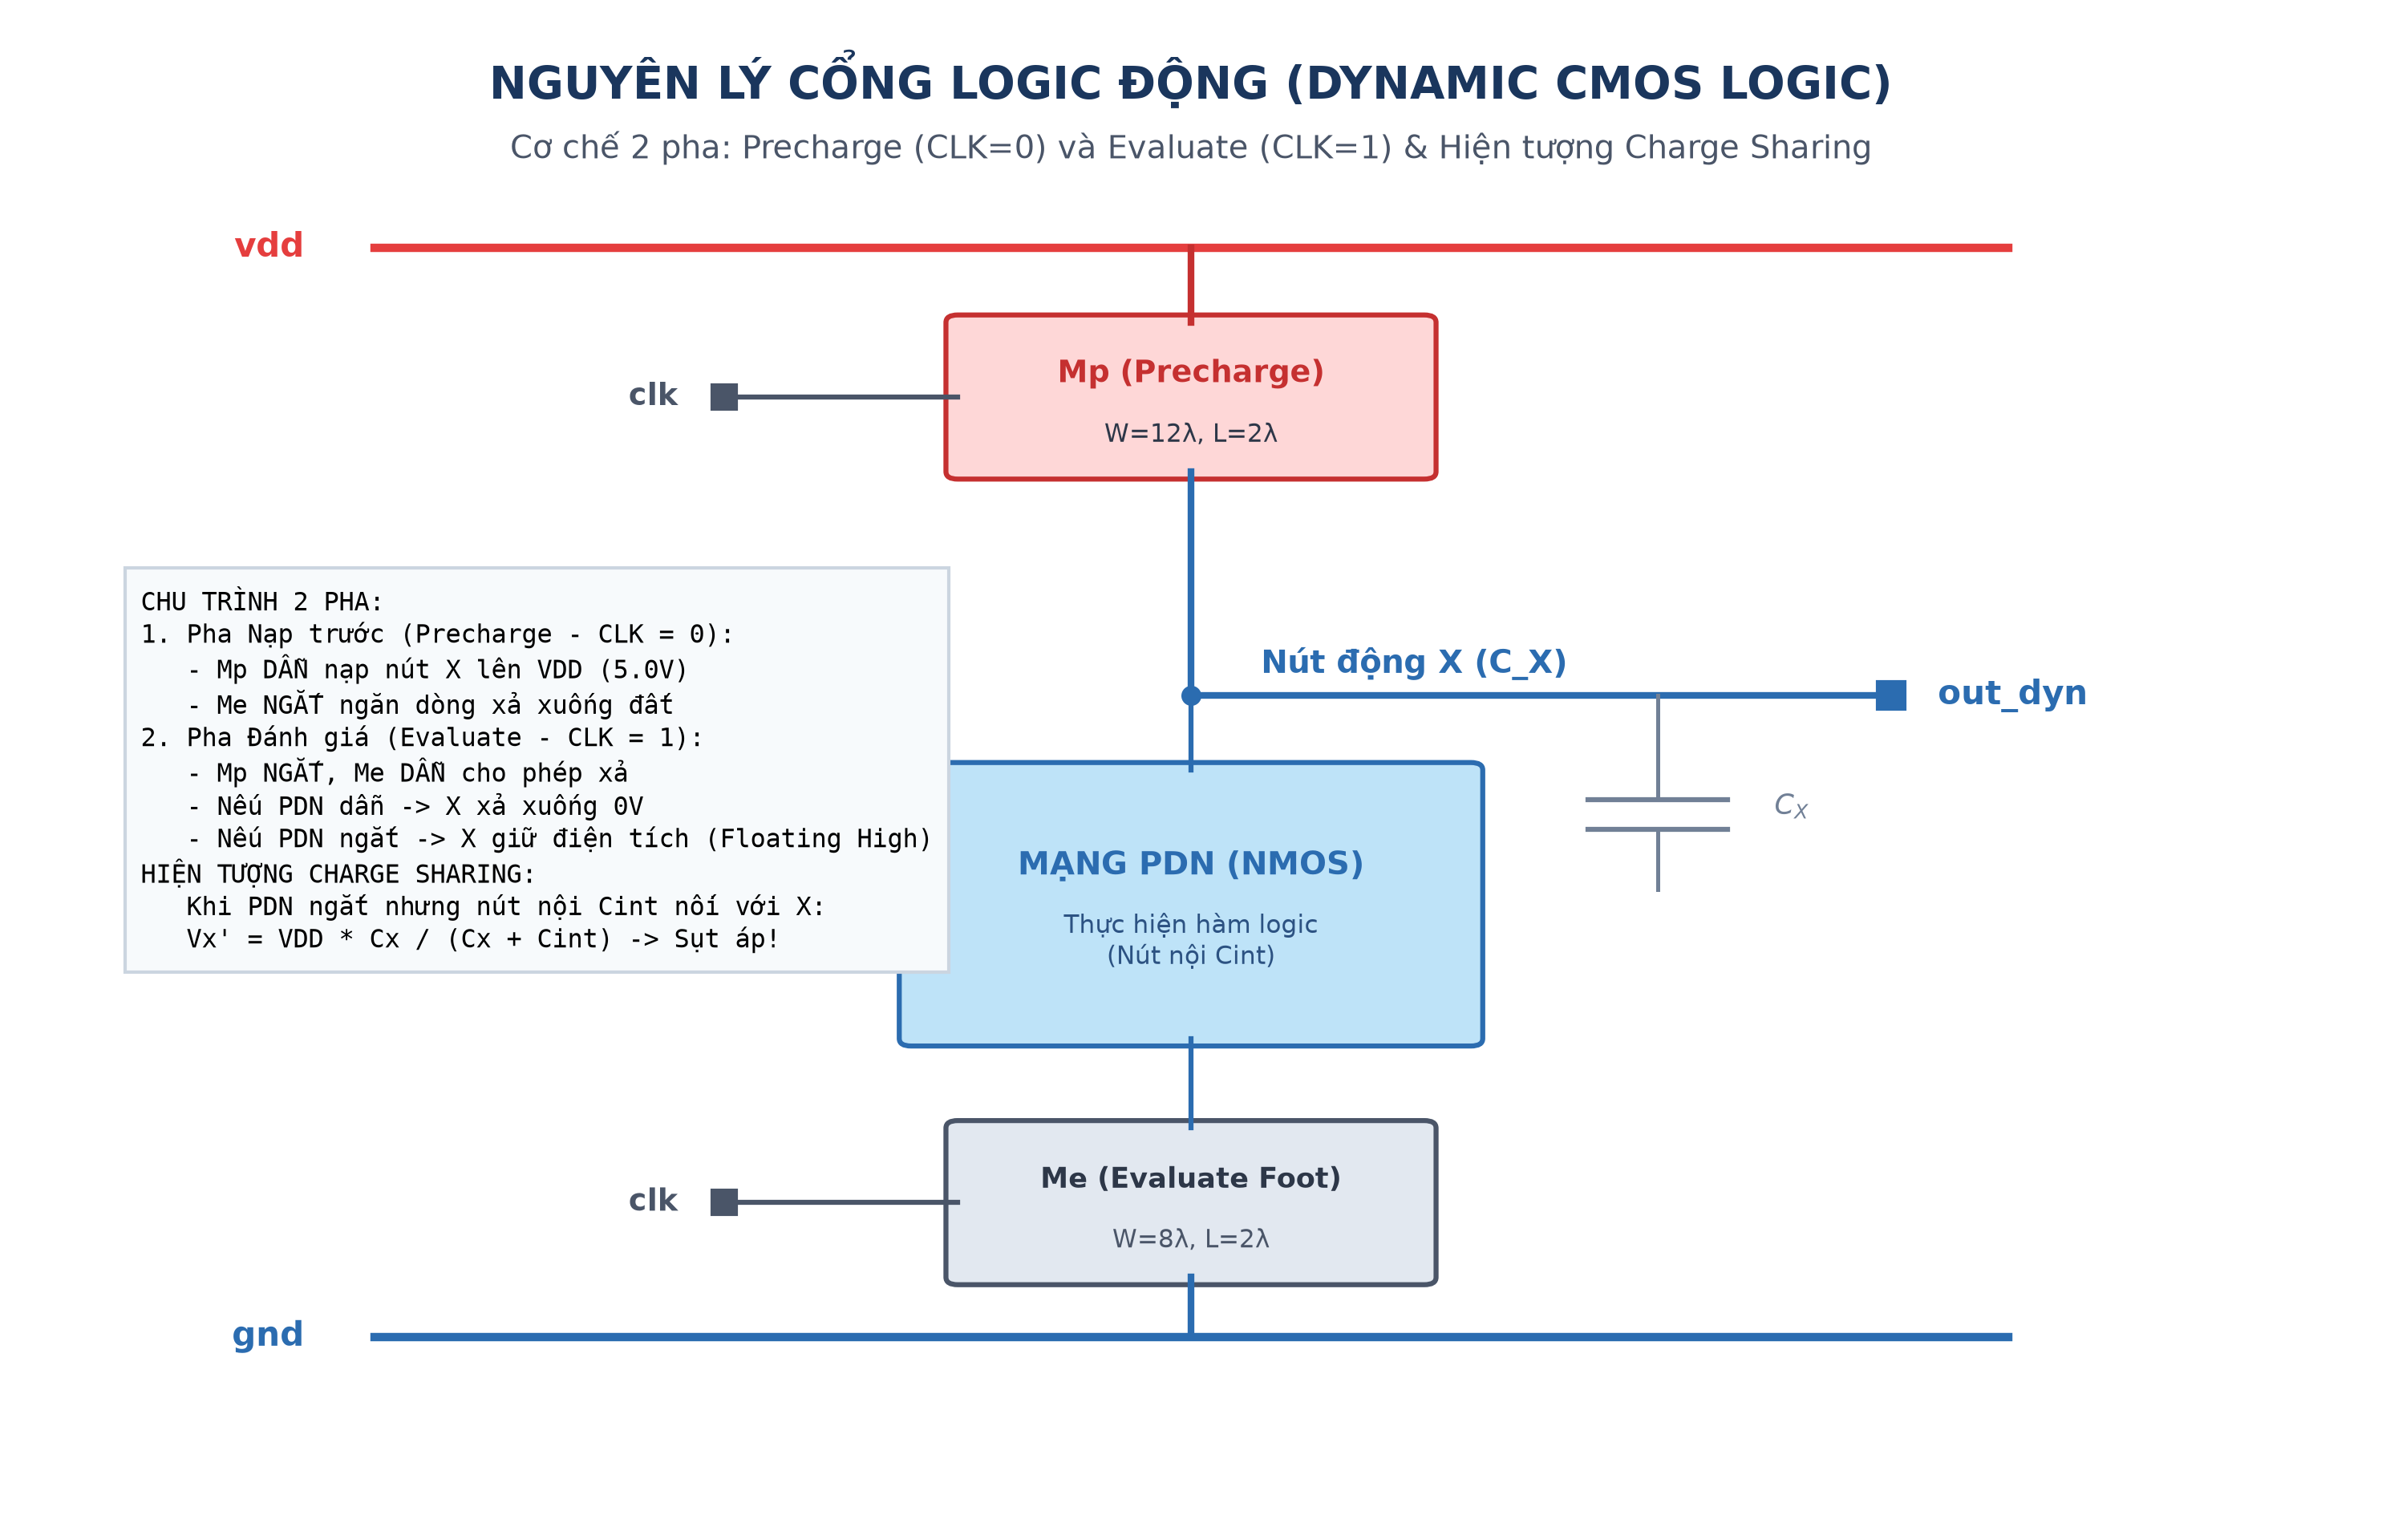 NGUYÊN LÝ CỔNG LOGIC ĐỘNG (DYNAMIC CMOS LOGIC)
Cơ chế 2 pha: Precharge (CLK=0) và Evaluate (CLK=1) & Hiện tượng Charge Sharing
vdd
Mp (Precharge)
clk
W=12λ, L=2λ
CHU TRÌNH 2 PHA:
1. Pha Nạp trước (Precharge - CLK = 0):
- Mp DẪN nạp nút X lên VDD (5.0V)
- Me NGẮT ngăn dòng xả xuống đất
2. Pha Đánh giá (Evaluate - CLK = 1):
- Mp NGẮT, Me DẪN cho phép xả
- Nếu PDN dẫn -> X xả xuống 0V
- Nếu PDN ngắt -> X giữ điện tích (Floating High)
HIỆN TƯỢNG CHARGE SHARING:
Khi PDN ngắt nhưng nút nội Cint nối với X:
Vx' = VDD * Cx / (Cx + Cint) -> Sụt áp!
Nút động X (C_X)
out_dyn
C_X
MẠNG PDN (NMOS)
Thực hiện hàm logic
(Nút nội Cint)
Me (Evaluate Foot)
clk
W=8λ, L=2λ
gnd